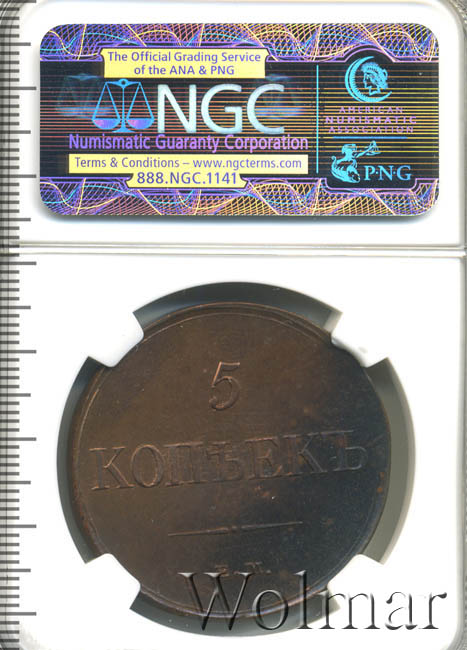 The Official Grading Service
of the ANA & PNG
NGC
Numismatic Guaranty Corporation
Terms & Conditions – www.ngcterms.com
888.NGC.1141
AMERICAN
NUMISMATIC
ASSOCIATION
P·N·G
5
КОПѢЕКЪ
Wolmar